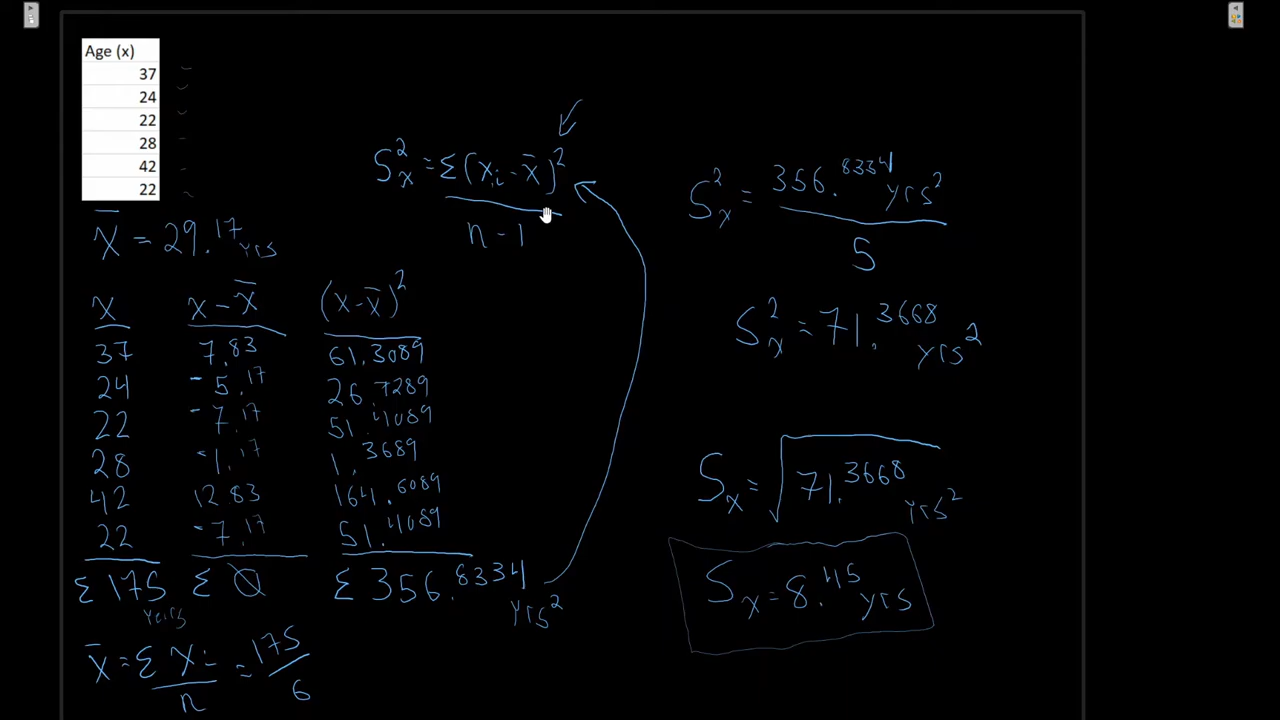 Age (x)
37
24
22
28
42
22
x̄ = 29.17 yrs
S²ₓ = Σ(xᵢ - x̄)²
n - 1
x	x - x̄	(x - x̄)²
37	7.83	61.3089
24	-5.17	26.7289
22	-7.17	51.4089
28	-1.17	1.3689
42	12.83	164.6089
22	-7.17	51.4089
Σ 175 Years	Σ 0	Σ 356.8334 yrs²
x̄ = Σ xᵢ = 175
n	6
S²ₓ = 356.8334 yrs²
5
S²ₓ = 71.3668 yrs²
Sₓ = √71.3668 yrs²
Sₓ = 8.45 yrs